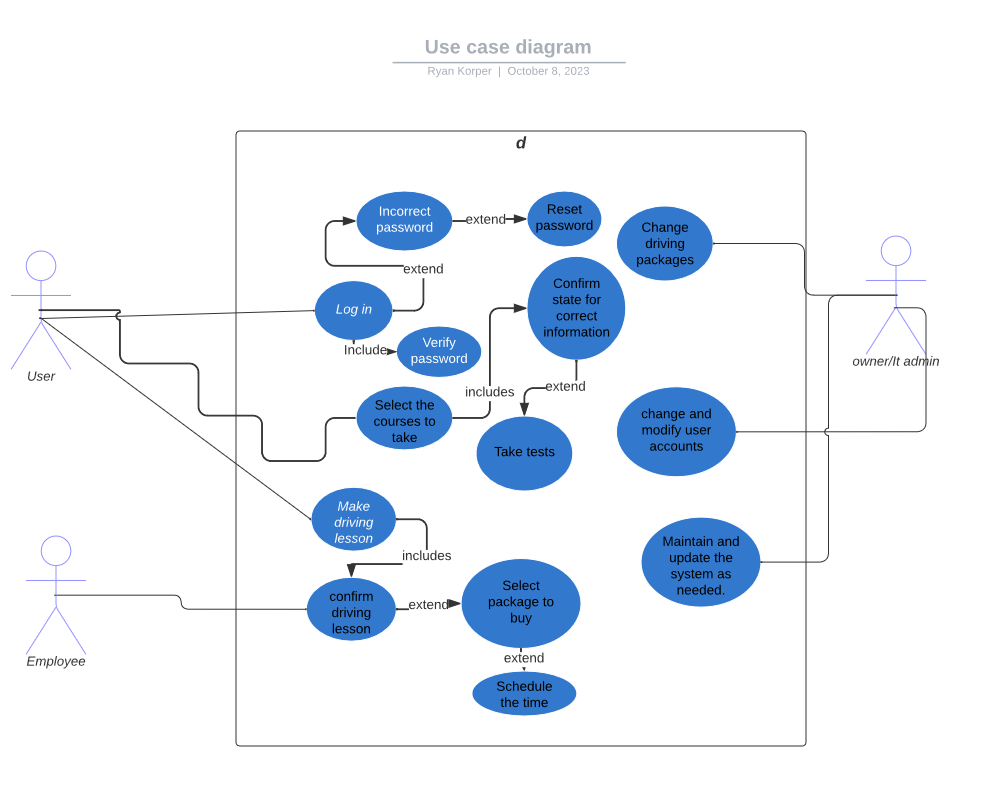 Use case diagram
Ryan Korper | October 8, 2023
d
Incorrect
password
extend
Reset
password
Change
driving
packages
extend
Confirm
state for
correct
information
Log in
Include
Verify
password
User
owner/It admin
Select the
courses to
take
includes
extend
Take tests
change and
modify user
accounts
Make
driving
lesson
includes
Maintain and
update the
system as
needed.
confirm
driving
lesson
extend
Select
package to
buy
Employee
extend
Schedule
the time